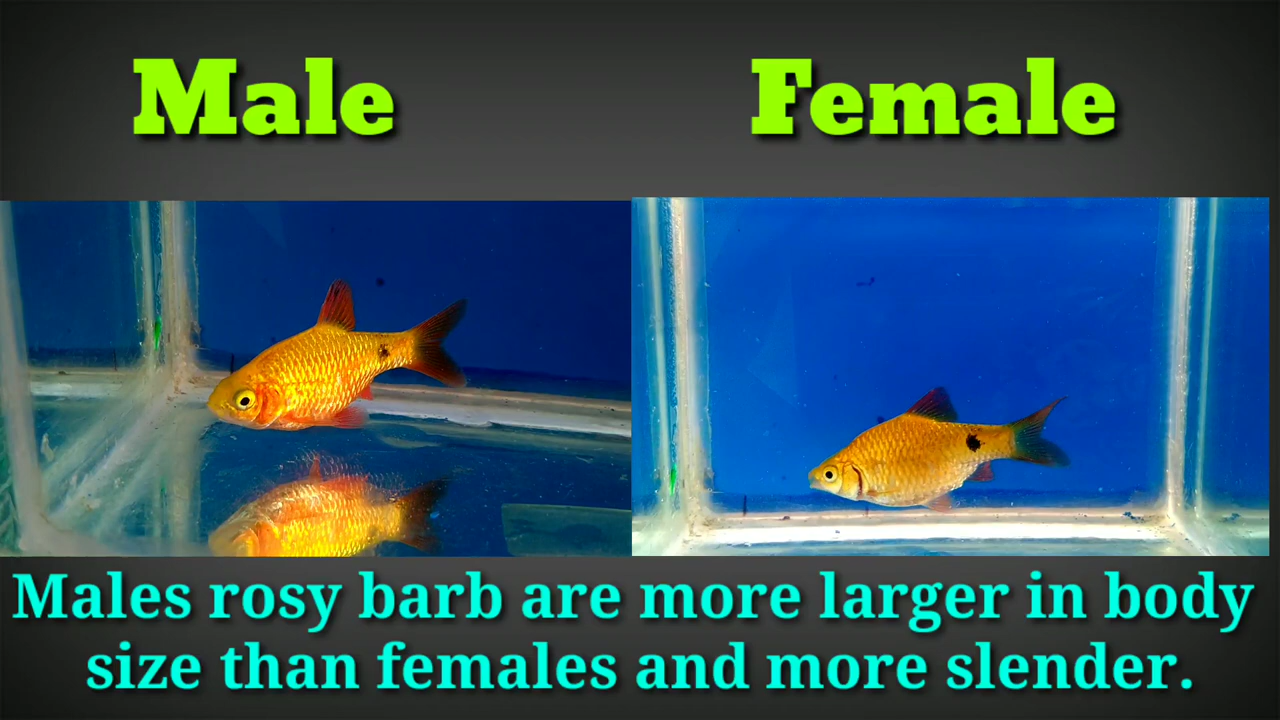 Male
Female
Males rosy barb are more larger in body
size than females and more slender.